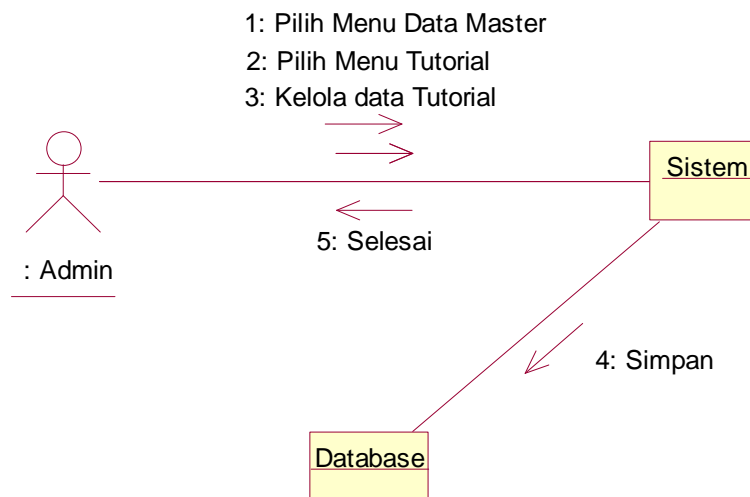 1: Pilih Menu Data Master
2: Pilih Menu Tutorial
3: Kelola data Tutorial
Sistem
5: Selesai
: Admin
4: Simpan
Database